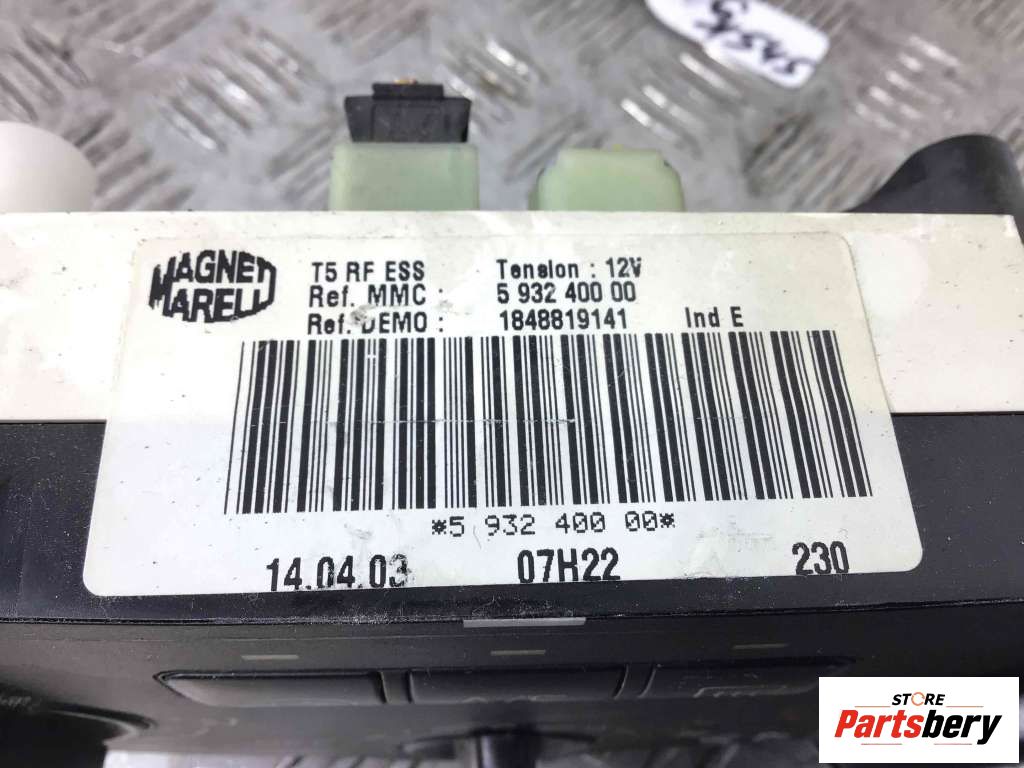 MAGNETI
MARELLI
T5 RF ESS Tension : 12V
Ref. MMC : 5 932 400 00
Ref. DEMO : 1848819141 Ind E
*5 932 400 00*
14.04.03 07H22 230
STORE
Partsbery